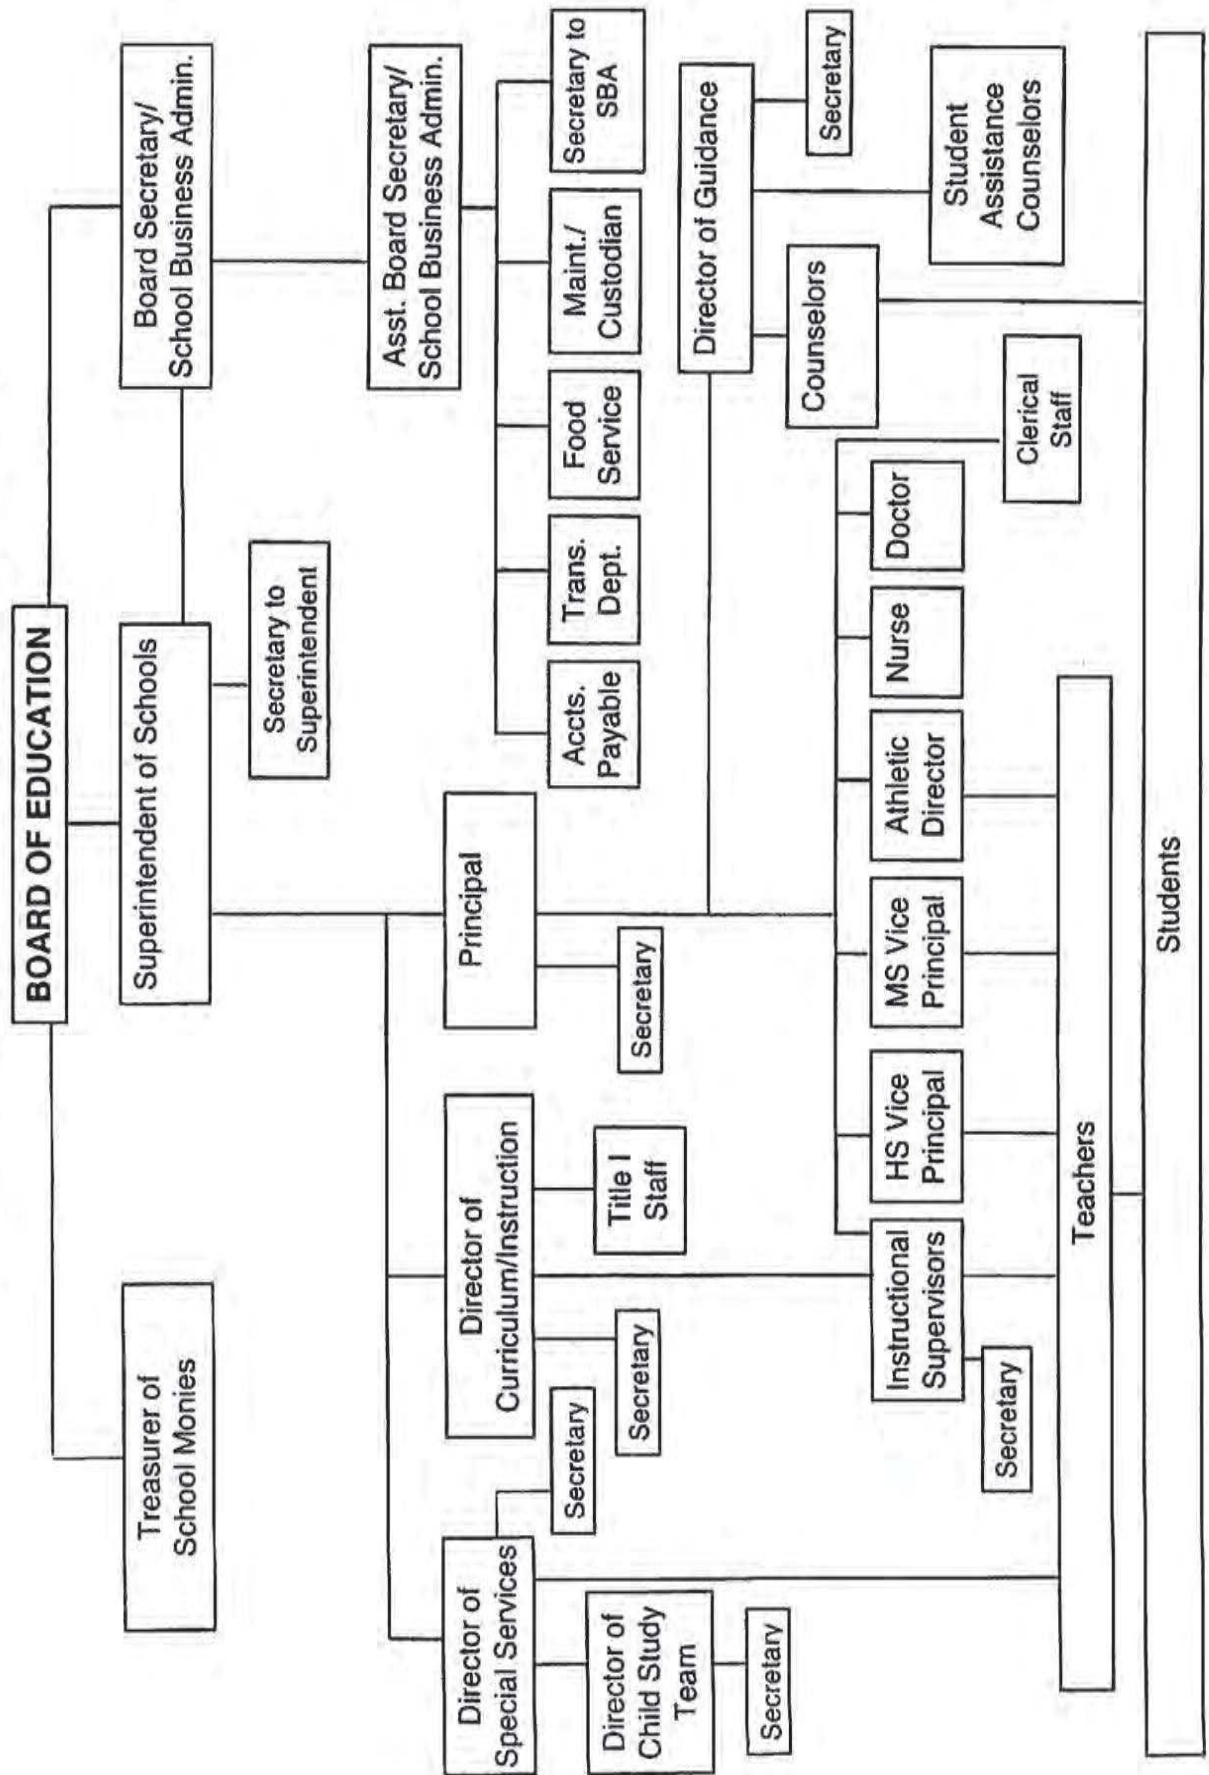 BOARD OF EDUCATION
Treasurer of
School Monies
Superintendent of Schools
Board Secretary/
School Business Admin.
Secretary to
Superintendent
Asst. Board Secretary/
School Business Admin.
Director of
Special Services
Director of
Curriculum/Instruction
Principal
Accts.
Payable
Trans.
Dept.
Food
Service
Maint./
Custodian
Secretary to
SBA
Secretary
Director of
Child Study
Team
Secretary
Title I
Staff
Secretary
Director of Guidance
Secretary
Counselors
Secretary
Instructional
Supervisors
HS Vice
Principal
MS Vice
Principal
Athletic
Director
Nurse
Doctor
Student
Assistance
Counselors
Secretary
Clerical
Staff
Teachers
Students